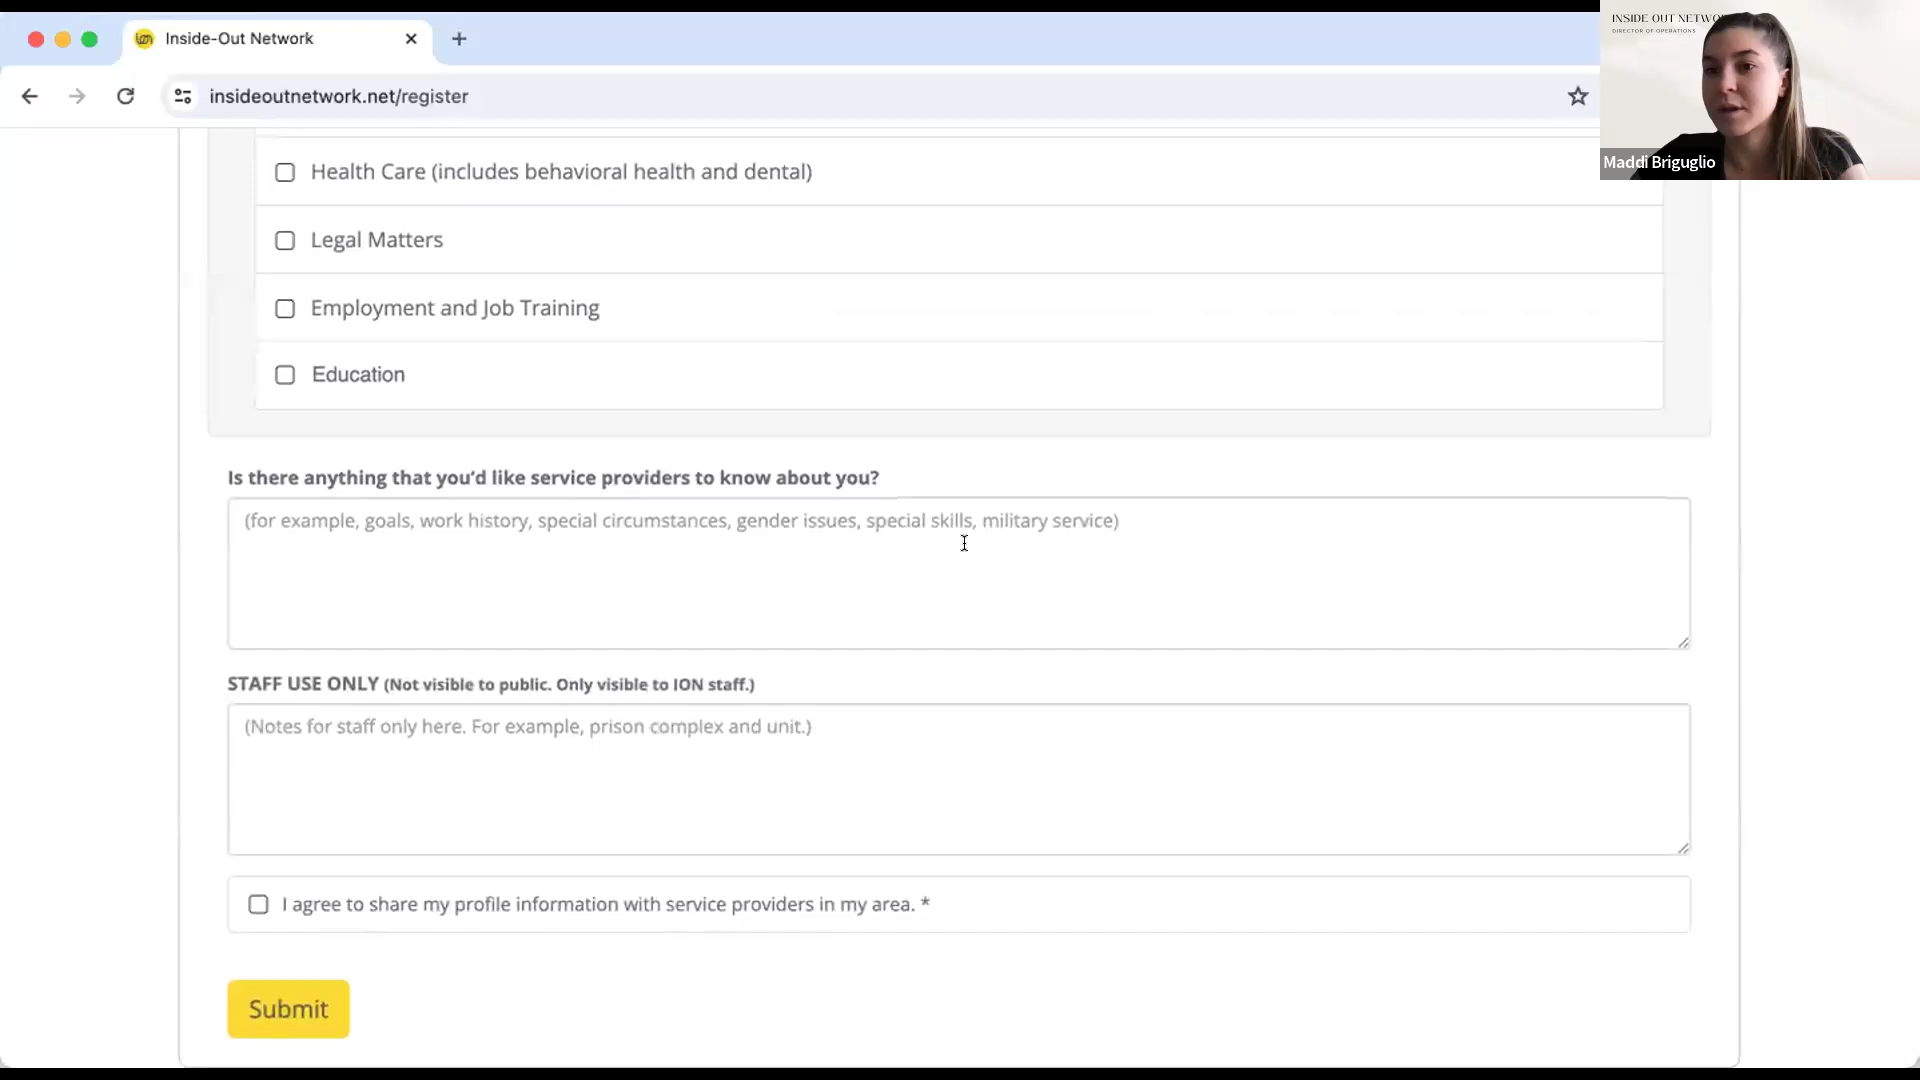 Inside-Out Network
insideoutnetwork.net/register
INSIDE OUT NETWO
DIRECTOR OF OPERATIONS
Maddi Briguglio
Health Care (includes behavioral health and dental)
Legal Matters
Employment and Job Training
Education
Is there anything that you’d like service providers to know about you?
(for example, goals, work history, special circumstances, gender issues, special skills, military service)
STAFF USE ONLY (Not visible to public. Only visible to ION staff.)
(Notes for staff only here. For example, prison complex and unit.)
I agree to share my profile information with service providers in my area. *
Submit